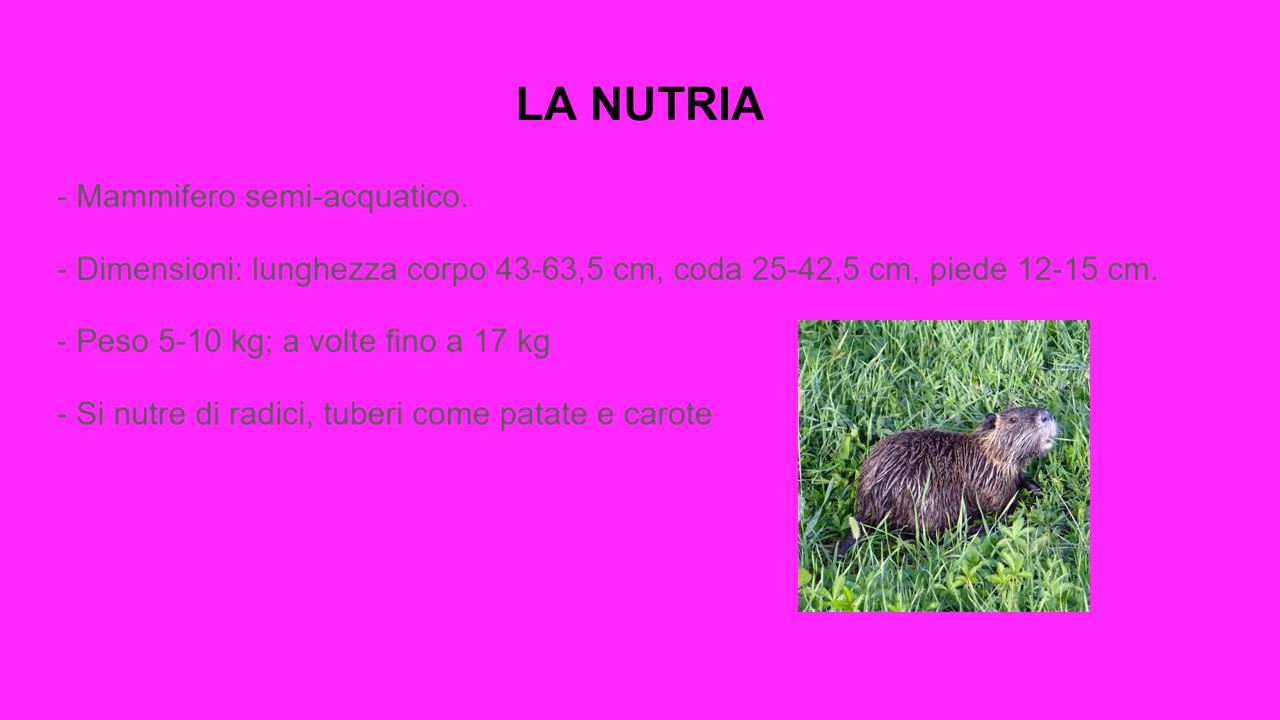 LA NUTRIA
- Mammifero semi-acquatico.
- Dimensioni: lunghezza corpo 43-63,5 cm, coda 25-42,5 cm, piede 12-15 cm.
- Peso 5-10 kg; a volte fino a 17 kg
- Si nutre di radici, tuberi come patate e carote